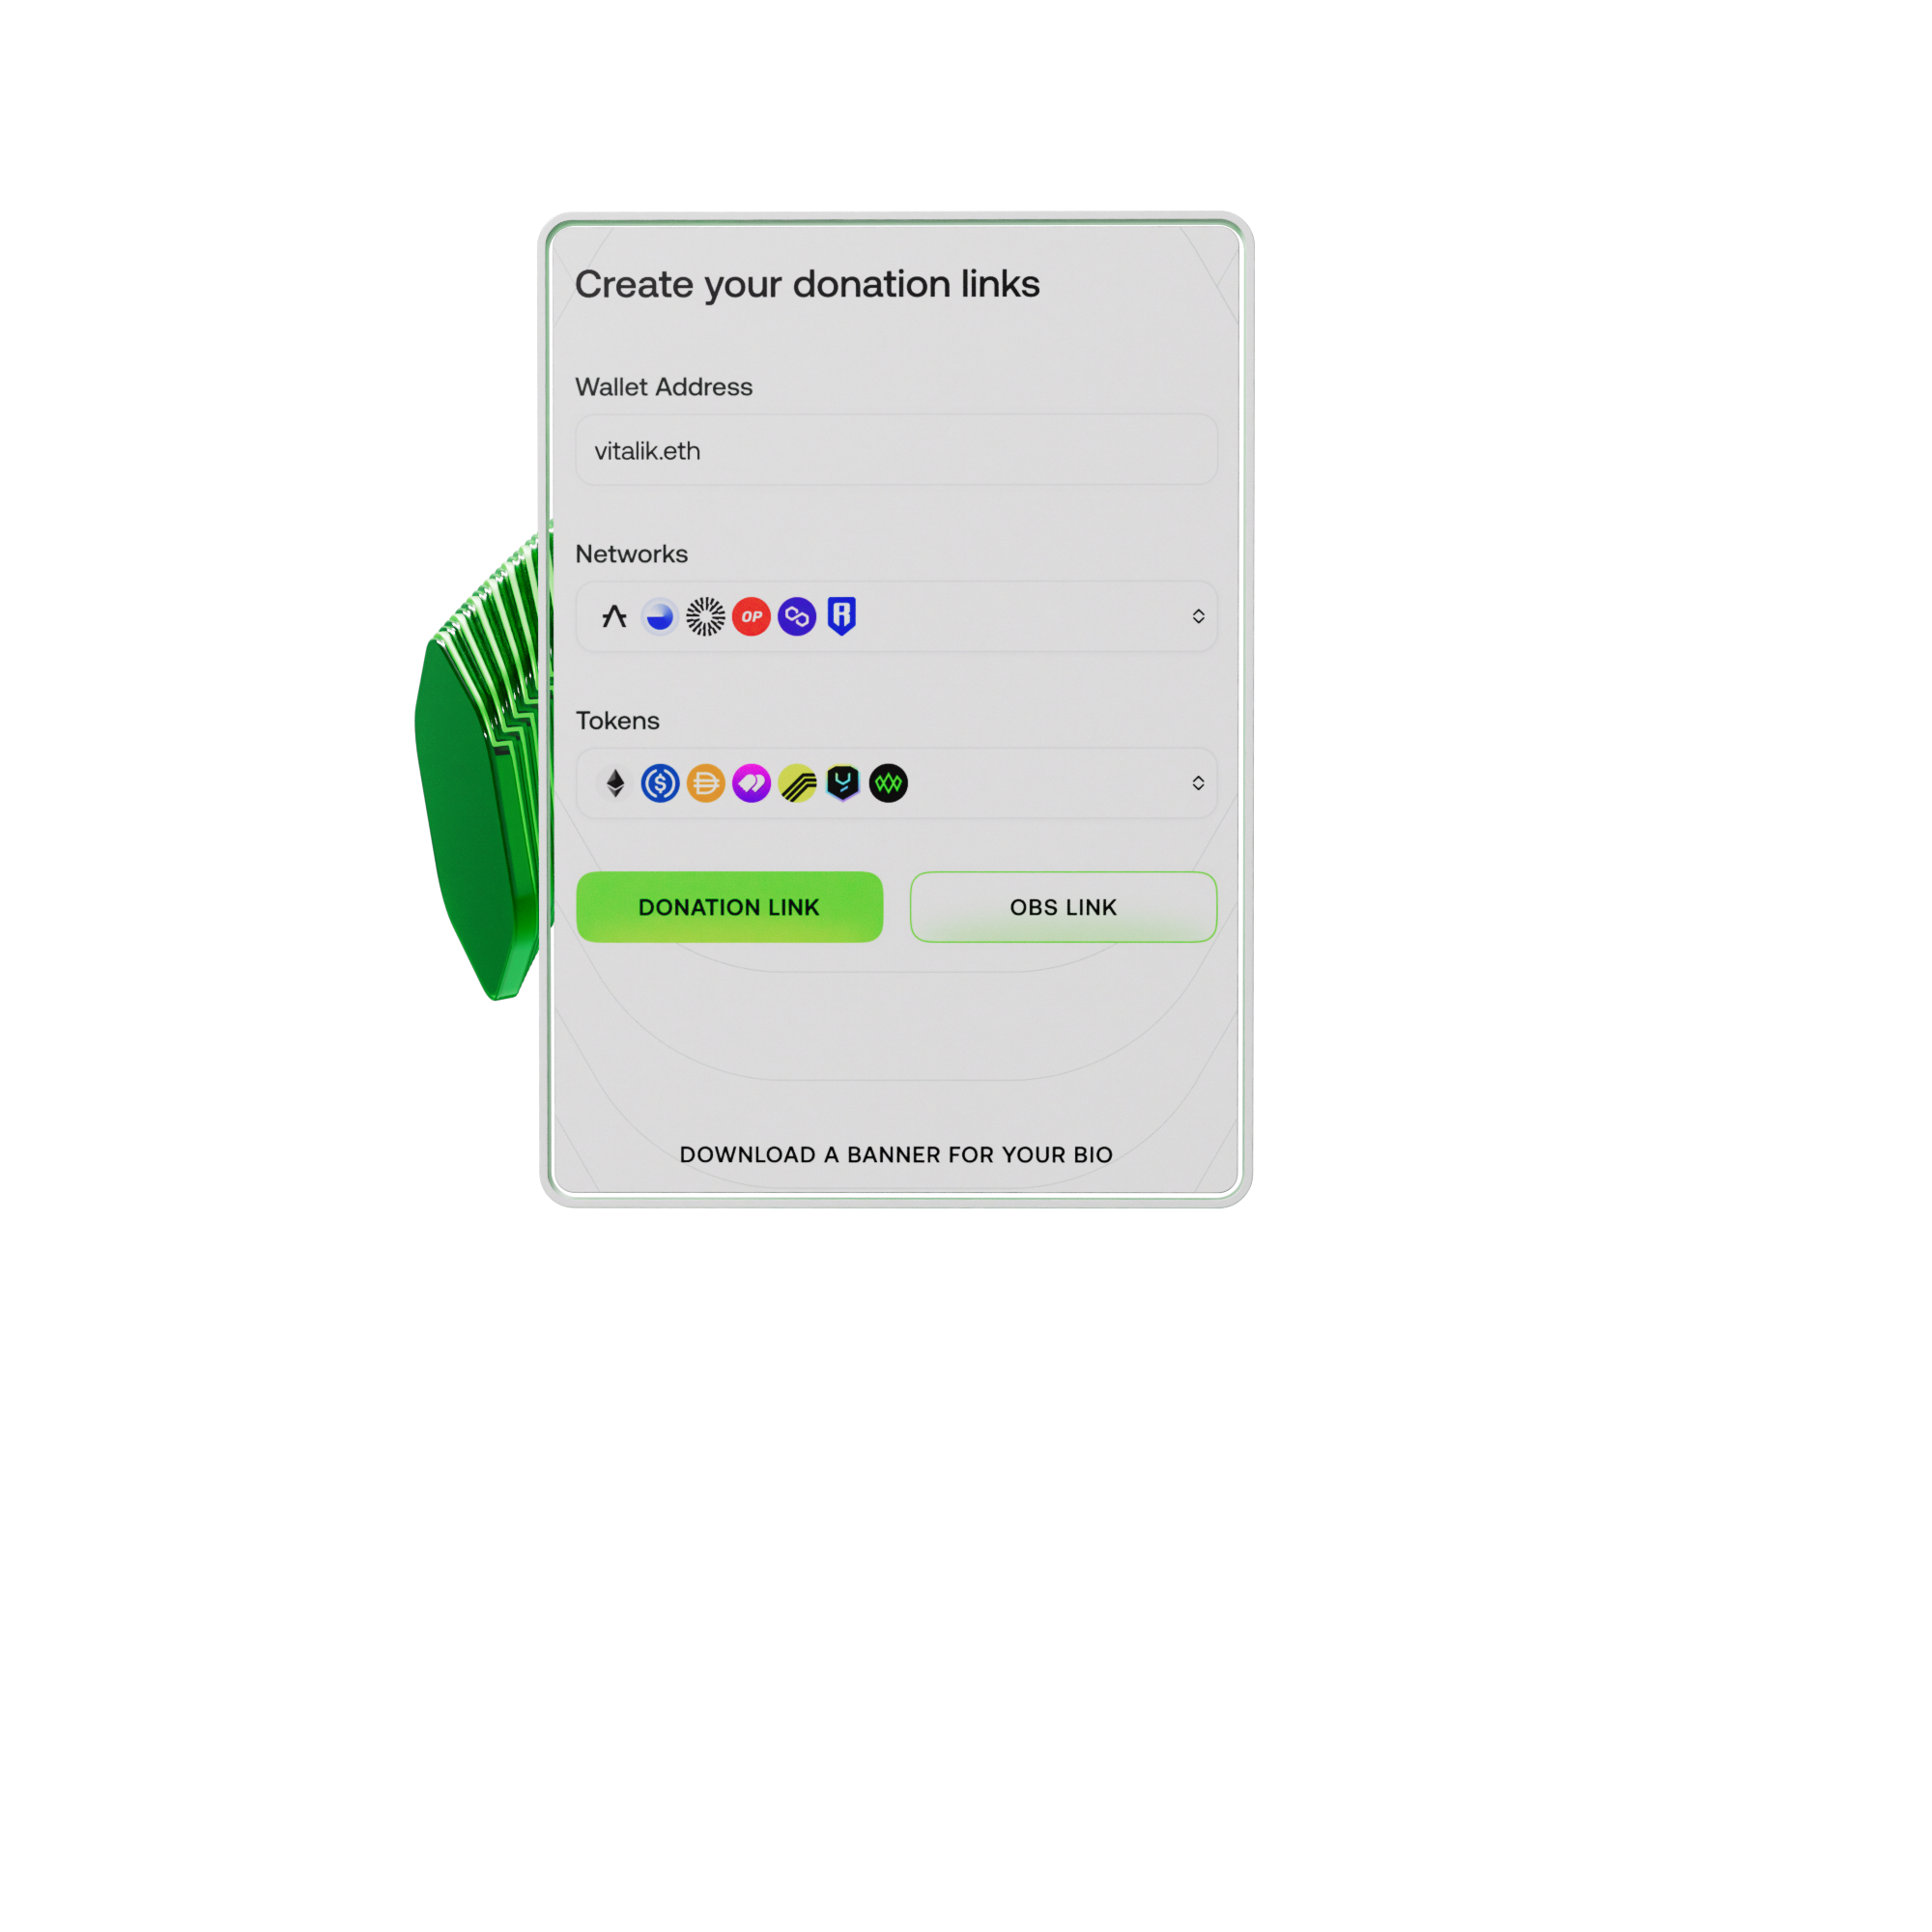 Create your donation links
Wallet Address
vitalik.eth
Networks
OP
Tokens
DONATION LINK
OBS LINK
DOWNLOAD A BANNER FOR YOUR BIO